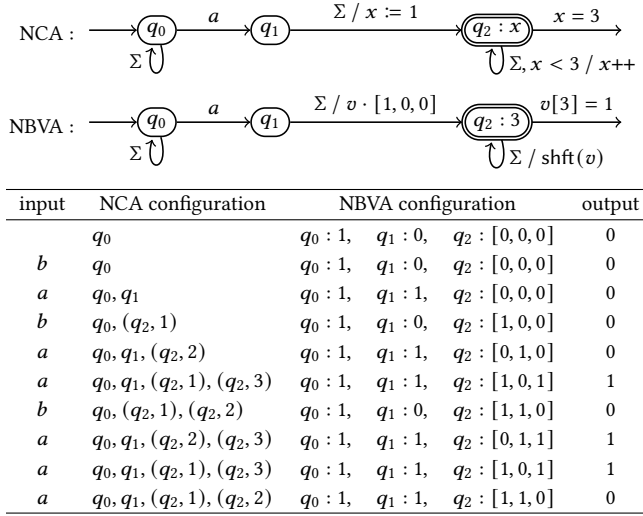 NCA : q0 a q1 Σ / x := 1 q2 : x x = 3
Σ Σ, x < 3 / x++
NBVA : q0 a q1 Σ / v · [1, 0, 0] q2 : 3 v[3] = 1
Σ Σ / shft(v)
input NCA configuration NBVA configuration output
q0 q0 : 1, q1 : 0, q2 : [0, 0, 0] 0
b q0 q0 : 1, q1 : 0, q2 : [0, 0, 0] 0
a q0, q1 q0 : 1, q1 : 1, q2 : [0, 0, 0] 0
b q0, (q2, 1) q0 : 1, q1 : 0, q2 : [1, 0, 0] 0
a q0, q1, (q2, 2) q0 : 1, q1 : 1, q2 : [0, 1, 0] 0
a q0, q1, (q2, 1), (q2, 3) q0 : 1, q1 : 1, q2 : [1, 0, 1] 1
b q0, (q2, 1), (q2, 2) q0 : 1, q1 : 0, q2 : [1, 1, 0] 0
a q0, q1, (q2, 2), (q2, 3) q0 : 1, q1 : 1, q2 : [0, 1, 1] 1
a q0, q1, (q2, 1), (q2, 3) q0 : 1, q1 : 1, q2 : [1, 0, 1] 1
a q0, q1, (q2, 1), (q2, 2) q0 : 1, q1 : 1, q2 : [1, 1, 0] 0